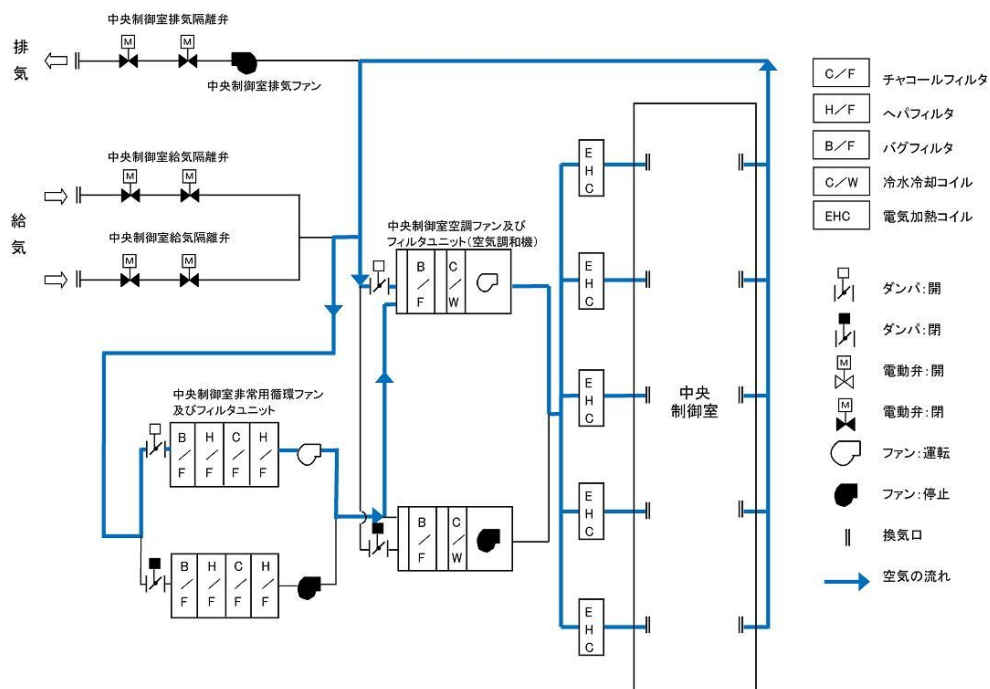 中央制御室排気隔離弁
M
M
排
気
中央制御室排気ファン
中央制御室給気隔離弁
M
M
給
気
中央制御室給気隔離弁
M
M
中央制御室空調ファン及び
フィルタユニット(空気調和機)
B/F
C/W
中央制御室非常用循環ファン
及びフィルタユニット
B/F
H/F
C/F
H/F
B/F
H/F
C/F
H/F
B/F
C/W
EHC
EHC
EHC
EHC
EHC
中央
制御室
C/F
チャコールフィルタ
H/F
ヘパフィルタ
B/F
バグフィルタ
C/W
冷水冷却コイル
EHC
電気加熱コイル
ダンパ:開
ダンパ:閉
M
電動弁:開
M
電動弁:閉
ファン:運転
ファン:停止
換気口
空気の流れ